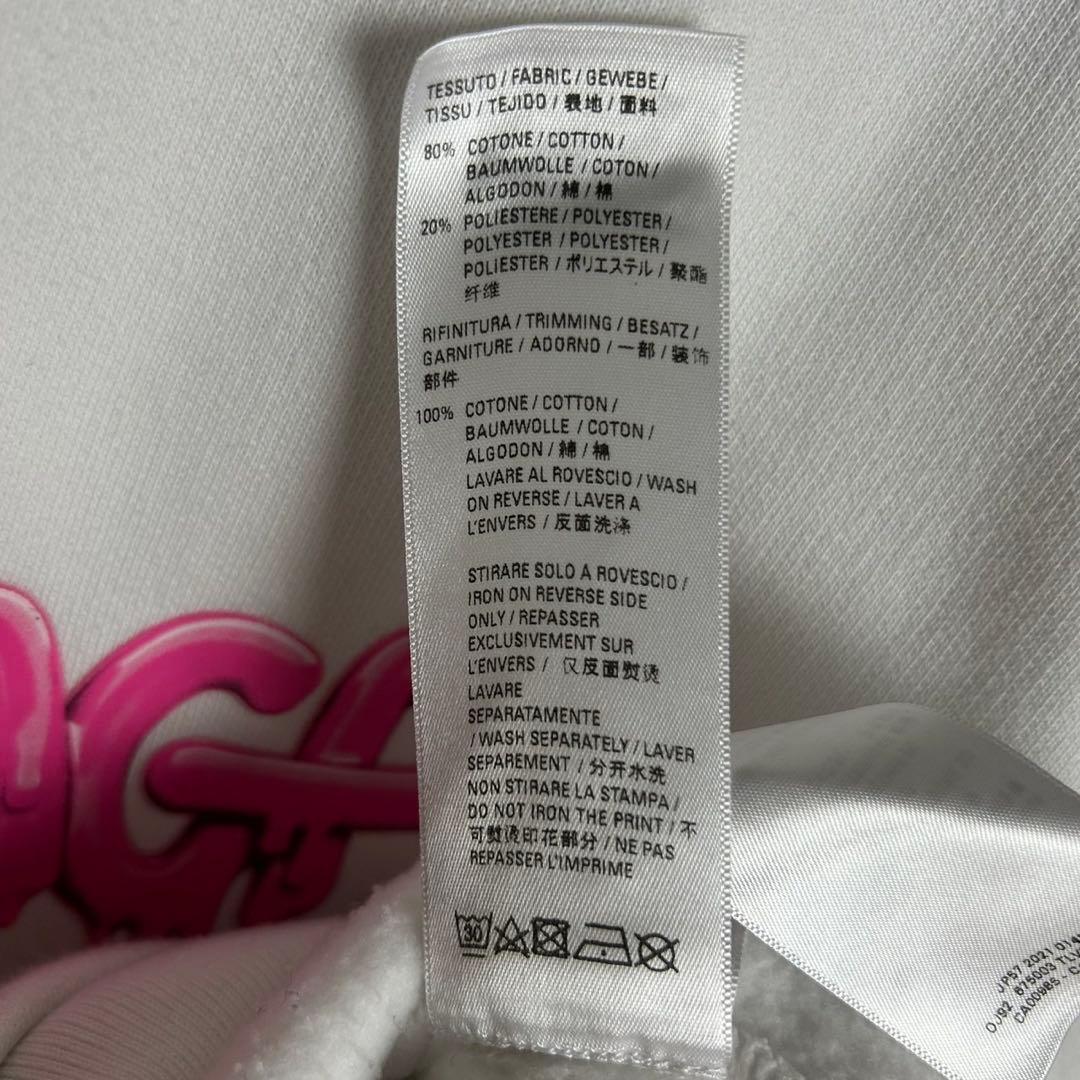 TESSUTO / FABRIC / GEWEBE /
TISSU / TEJIDO / 表地 / 面料
80% COTONE / COTTON /
BAUMWOLLE / COTON /
ALGODON / 綿 / 棉
20% POLIESTERE / POLYESTER /
POLYESTER / POLYESTER /
POLIESTER / ポリエステル / 聚酯
纤维
RIFINITURA / TRIMMING / BESATZ /
GARNITURE / ADORNO / 一部 / 装饰
部件
100% COTONE / COTTON /
BAUMWOLLE / COTON /
ALGODON / 綿 / 棉
LAVARE AL ROVESCIO / WASH
ON REVERSE / LAVER A
L'ENVERS / 反面洗涤
STIRARE SOLO A ROVESCIO /
IRON ON REVERSE SIDE
ONLY / REPASSER
EXCLUSIVEMENT SUR
L'ENVERS / 仅反面熨烫
LAVARE
SEPARATAMENTE
/ WASH SEPARATELY / LAVER
SEPAREMENT / 分开水洗
NON STIRARE LA STAMPA /
DO NOT IRON THE PRINT / 不
可熨烫印花部分 / NE PAS
REPASSER L'IMPRIME
30
JP57 2021
OJ92 675003
CA00985 -